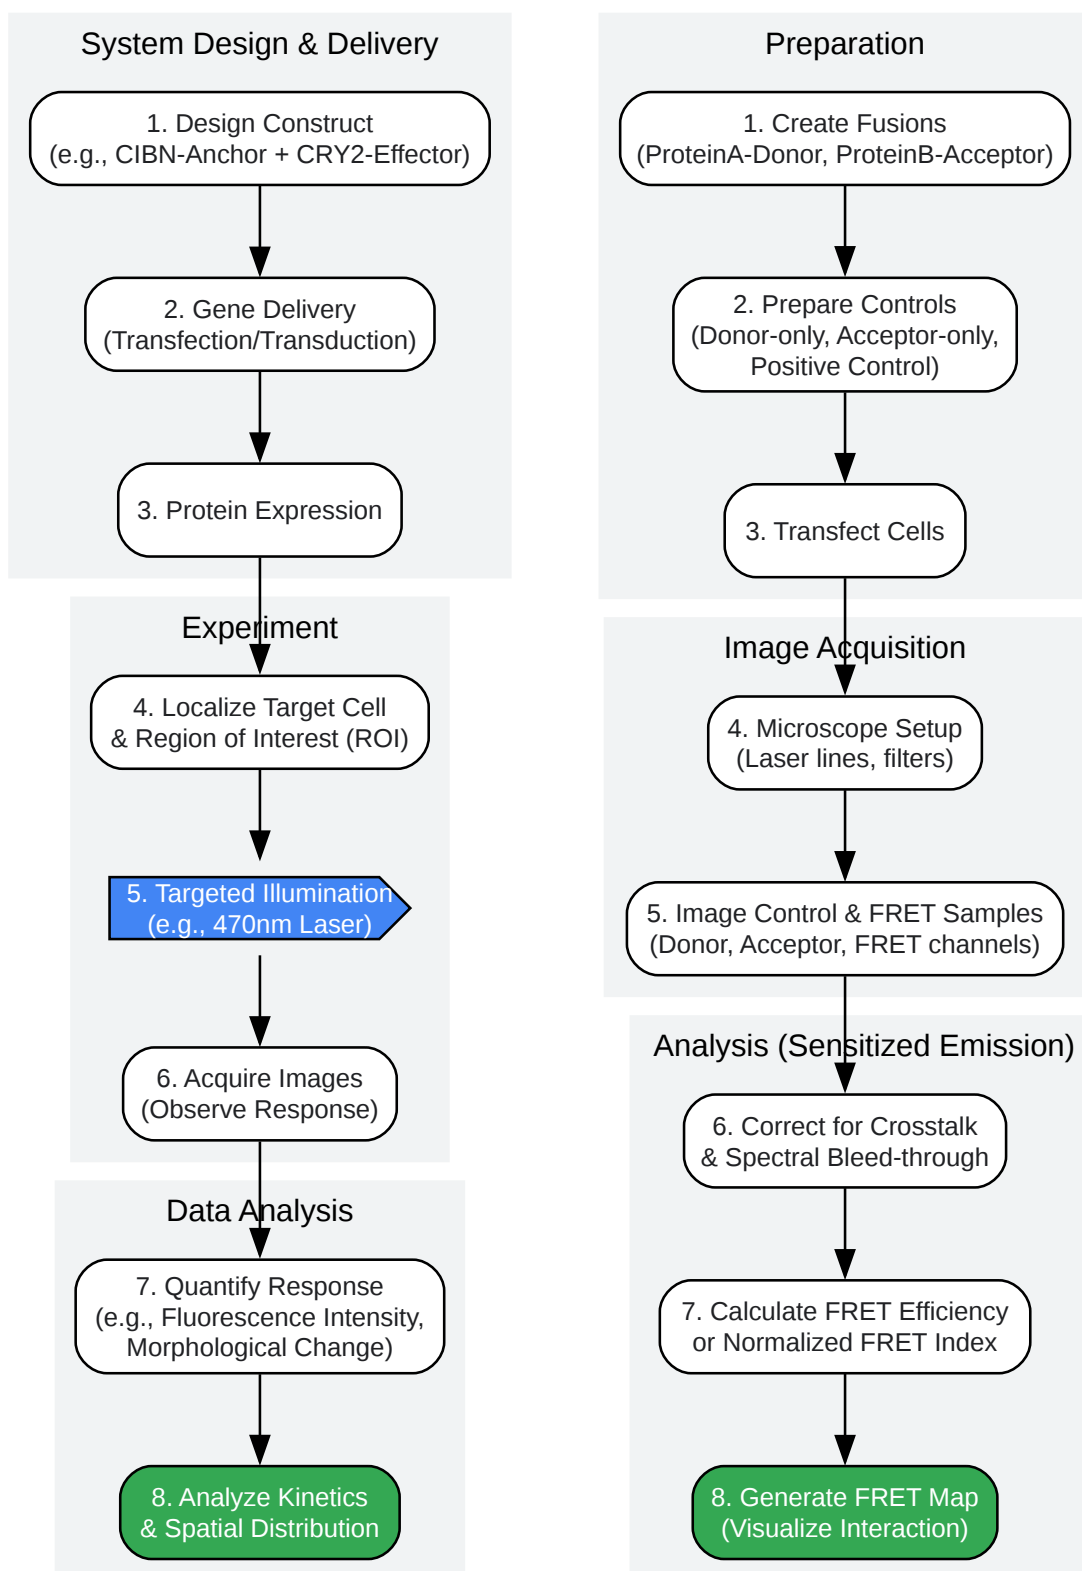 System Design & Delivery
1. Design Construct
(e.g., CIBN-Anchor + CRY2-Effector)
2. Gene Delivery
(Transfection/Transduction)
3. Protein Expression
Experiment
4. Localize Target Cell
& Region of Interest (ROI)
5. Targeted Illumination
(e.g., 470nm Laser)
6. Acquire Images
(Observe Response)
Data Analysis
7. Quantify Response
(e.g., Fluorescence Intensity,
Morphological Change)
8. Analyze Kinetics
& Spatial Distribution
Preparation
1. Create Fusions
(ProteinA-Donor, ProteinB-Acceptor)
2. Prepare Controls
(Donor-only, Acceptor-only,
Positive Control)
3. Transfect Cells
Image Acquisition
4. Microscope Setup
(Laser lines, filters)
5. Image Control & FRET Samples
(Donor, Acceptor, FRET channels)
Analysis (Sensitized Emission)
6. Correct for Crosstalk
& Spectral Bleed-through
7. Calculate FRET Efficiency
or Normalized FRET Index
8. Generate FRET Map
(Visualize Interaction)